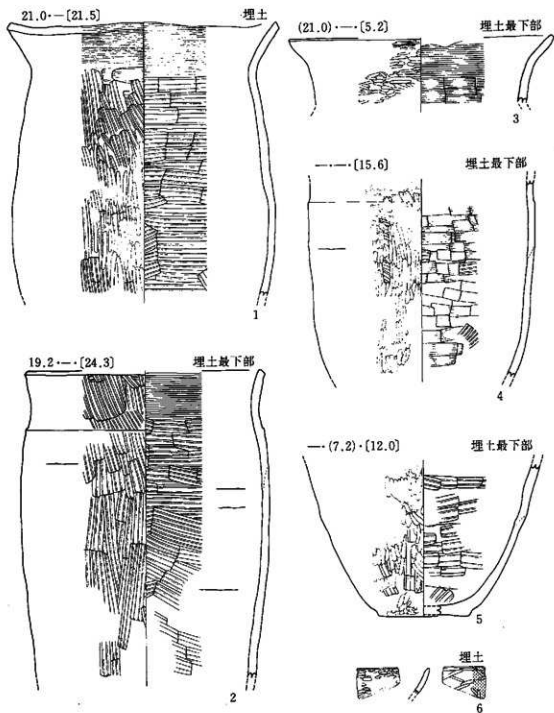 21.0・—・[21.5] 埋土
1
19.2・—・[24.3] 埋土最下部
2
(21.0)・—・[5.2] 埋土最下部
3
—・—・[15.6] 埋土最下部
4
—・(7.2)・[12.0] 埋土最下部
5
埋土
6